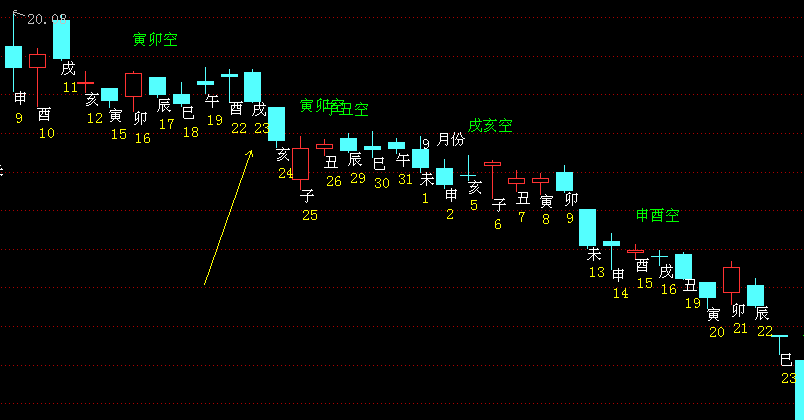 20.08
寅卯空
申
9
酉
10
戌
11
亥
12
寅
15
卯
16
辰
17
巳
18
午
19
酉
22
戌
23
寅卯空
子丑空
亥
24
子
25
丑
26
辰
29
巳
30
午
31
9 月份
未
1
申
2
戌亥空
亥
5
子
6
丑
7
寅
8
卯
9
申酉空
未
13
申
14
酉
15
戌
16
丑
19
寅
20
卯
21
辰
22
巳
23